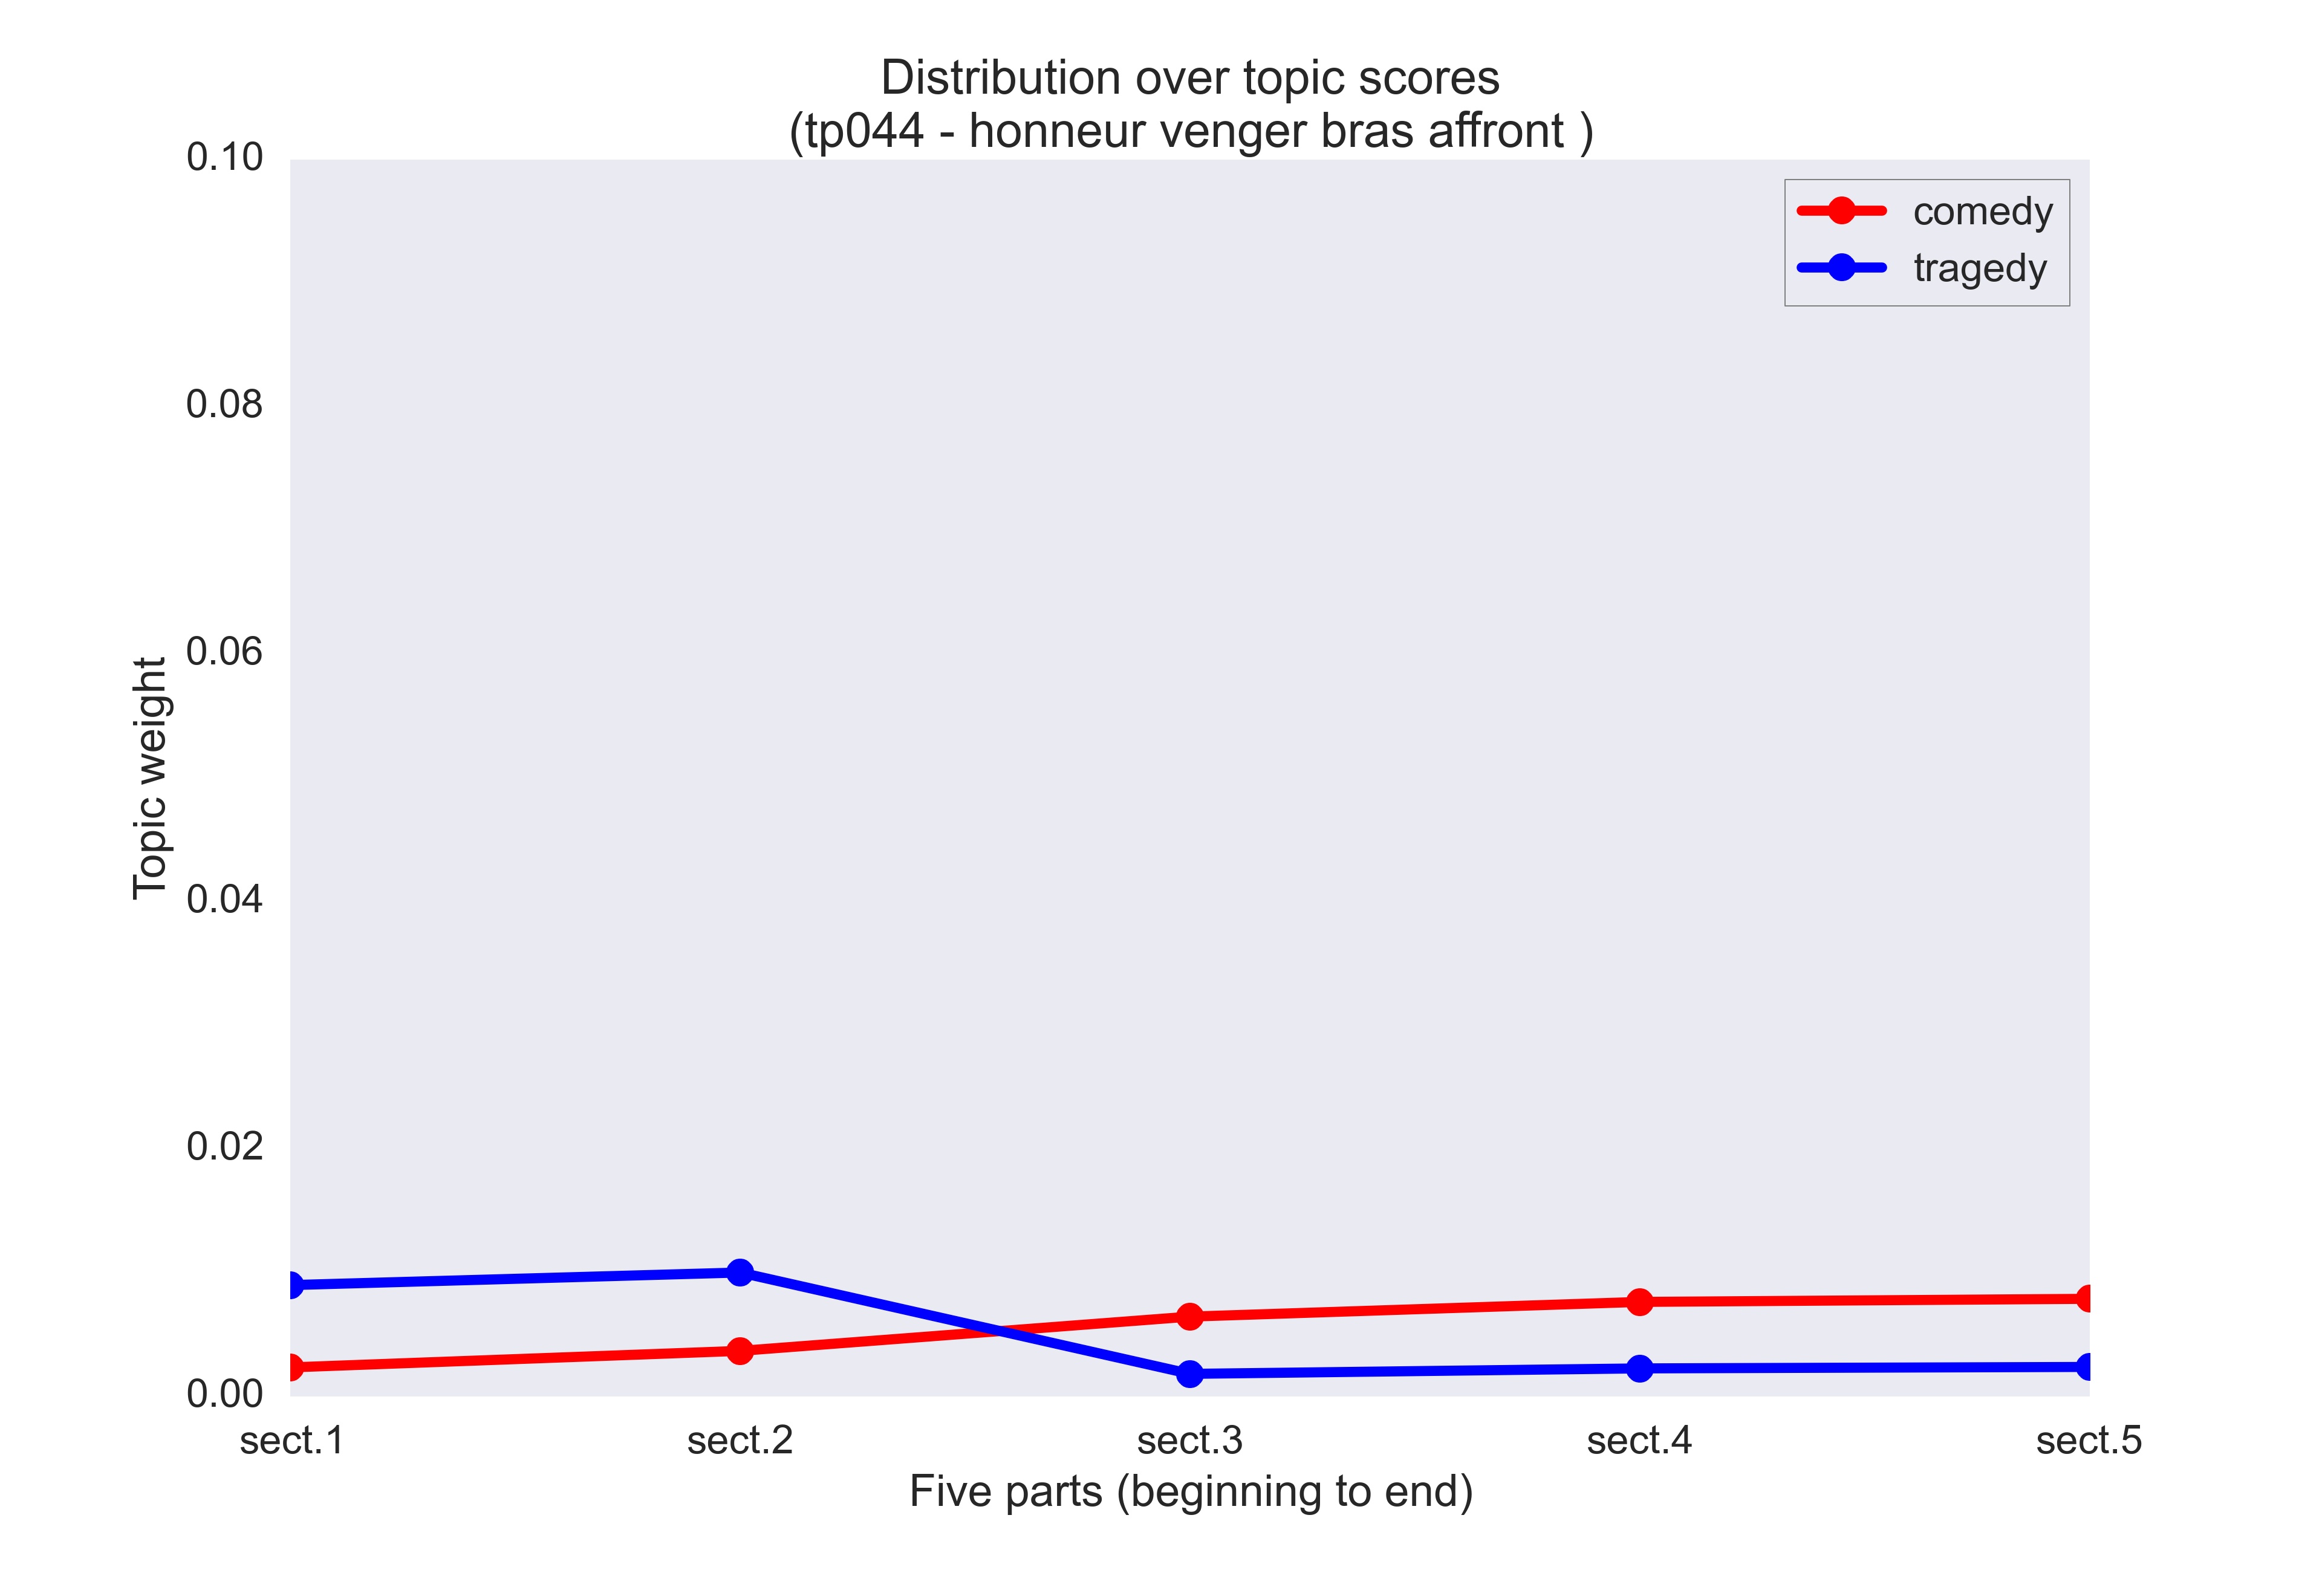 Distribution over topic scores
(tp044 - honneur venger bras affront )
0.10
0.08
0.06
0.04
0.02
0.00
Topic weight
comedy
tragedy
sect.1 sect.2 sect.3 sect.4 sect.5
Five parts (beginning to end)